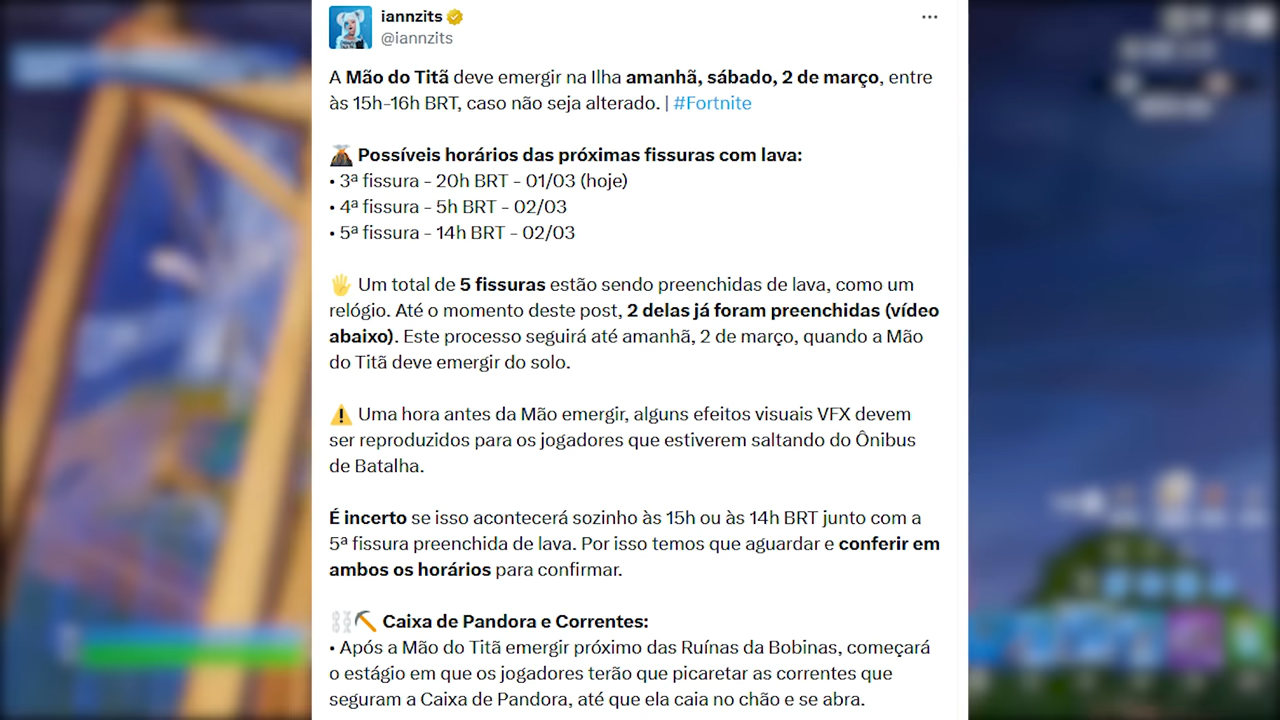 iannzits
@iannzits
A Mão do Titã deve emergir na Ilha amanhã, sábado, 2 de março, entre
às 15h-16h BRT, caso não seja alterado. | #Fortnite
🌋 Possíveis horários das próximas fissuras com lava:
• 3ª fissura - 20h BRT - 01/03 (hoje)
• 4ª fissura - 5h BRT - 02/03
• 5ª fissura - 14h BRT - 02/03
🖐 Um total de 5 fissuras estão sendo preenchidas de lava, como um
relógio. Até o momento deste post, 2 delas já foram preenchidas (vídeo
abaixo). Este processo seguirá até amanhã, 2 de março, quando a Mão
do Titã deve emergir do solo.
⚠️ Uma hora antes da Mão emergir, alguns efeitos visuais VFX devem
ser reproduzidos para os jogadores que estiverem saltando do Ônibus
de Batalha.
É incerto se isso acontecerá sozinho às 15h ou às 14h BRT junto com a
5ª fissura preenchida de lava. Por isso temos que aguardar e conferir em
ambos os horários para confirmar.
⛓️⛏️ Caixa de Pandora e Correntes:
• Após a Mão do Titã emergir próximo das Ruínas da Bobinas, começará
o estágio em que os jogadores terão que picaretar as correntes que
seguram a Caixa de Pandora, até que ela caia no chão e se abra.